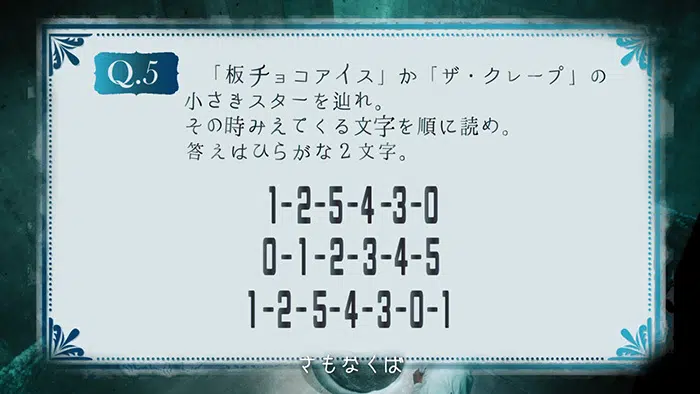 Q.5
「板チョコアイス」か「ザ・クレープ」の
小さきスターを辿れ。
その時みえてくる文字を順に読め。
答えはひらがな2文字。
1-2-5-4-3-0
0-1-2-3-4-5
1-2-5-4-3-0-1
さもなくば